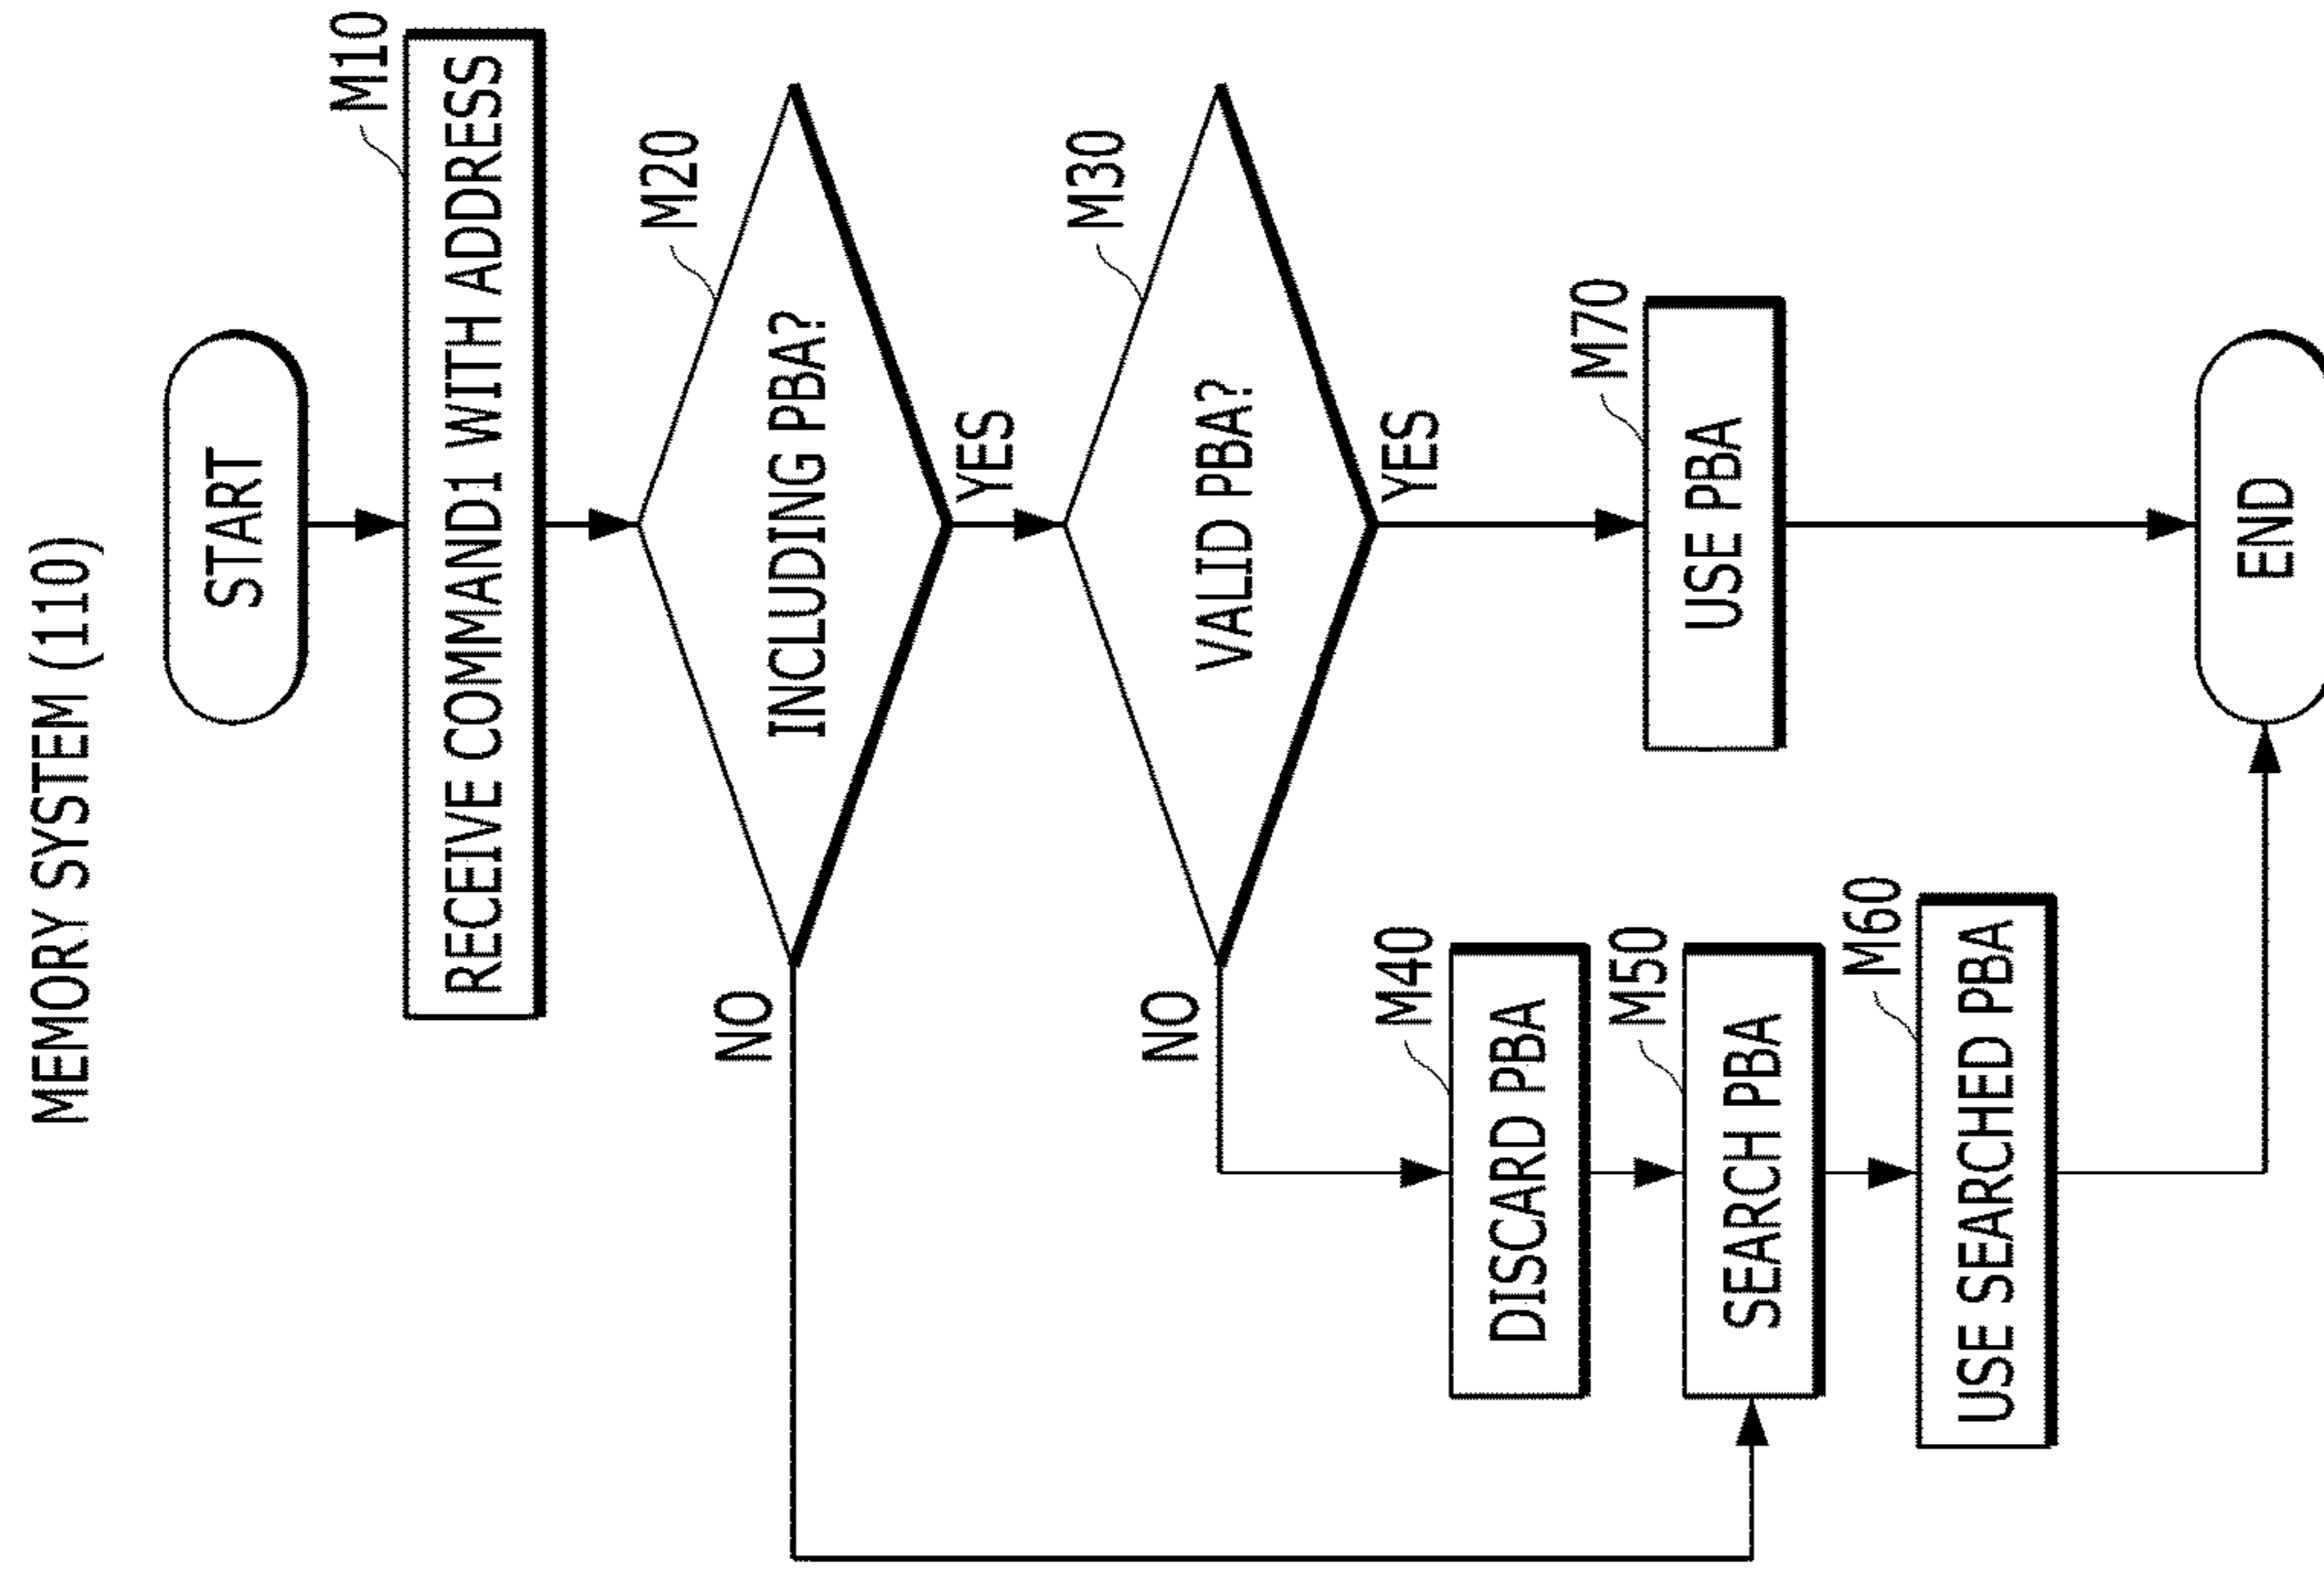 MEMORY SYSTEM (110)
START
M10
RECEIVE COMMAND1 WITH ADDRESS
M20
INCLUDING PBA?
NO
YES
M30
VALID PBA?
NO
YES
M40
DISCARD PBA
M50
SEARCH PBA
M60
USE SEARCHED PBA
M70
USE PBA
END